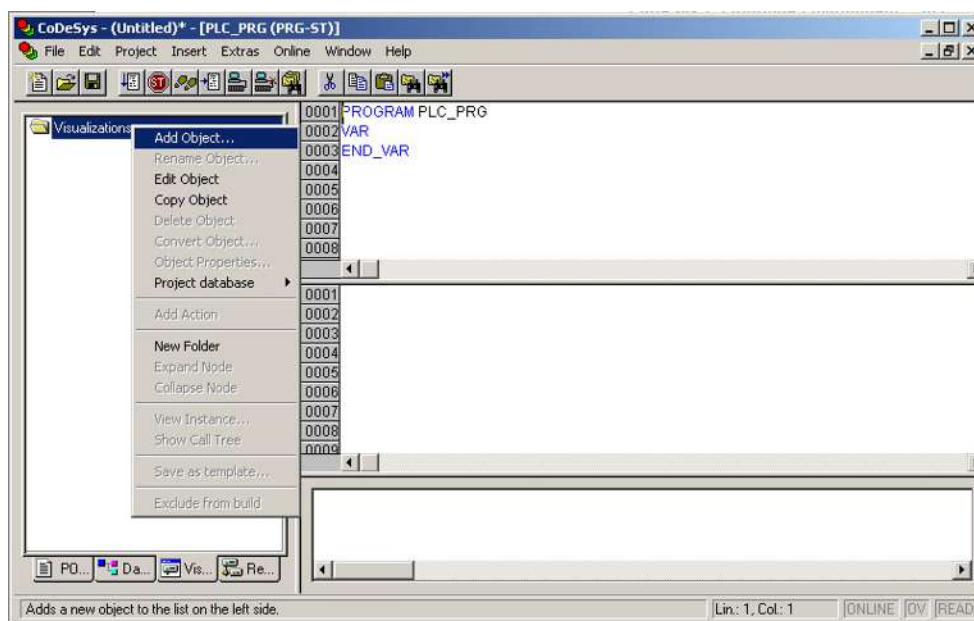 CoDeSys - (Untitled)* - [PLC_PRG (PRG-ST)]
File Edit Project Insert Extras Online Window Help
Visualizations
Add Object...
Rename Object...
Edit Object
Copy Object
Delete Object
Convert Object...
Object Properties...
Project database
Add Action
New Folder
Expand Node
Collapse Node
View Instance...
Show Call Tree
Save as template...
Exclude from build
0001 PROGRAM PLC_PRG
0002 VAR
0003 END_VAR
0004
0005
0006
0007
0008
0001
0002
0003
0004
0005
0006
0007
0008
0009
PO... Da... Vis... Re...
Adds a new object to the list on the left side.
Lin.: 1, Col.: 1 ONLINE OV READ